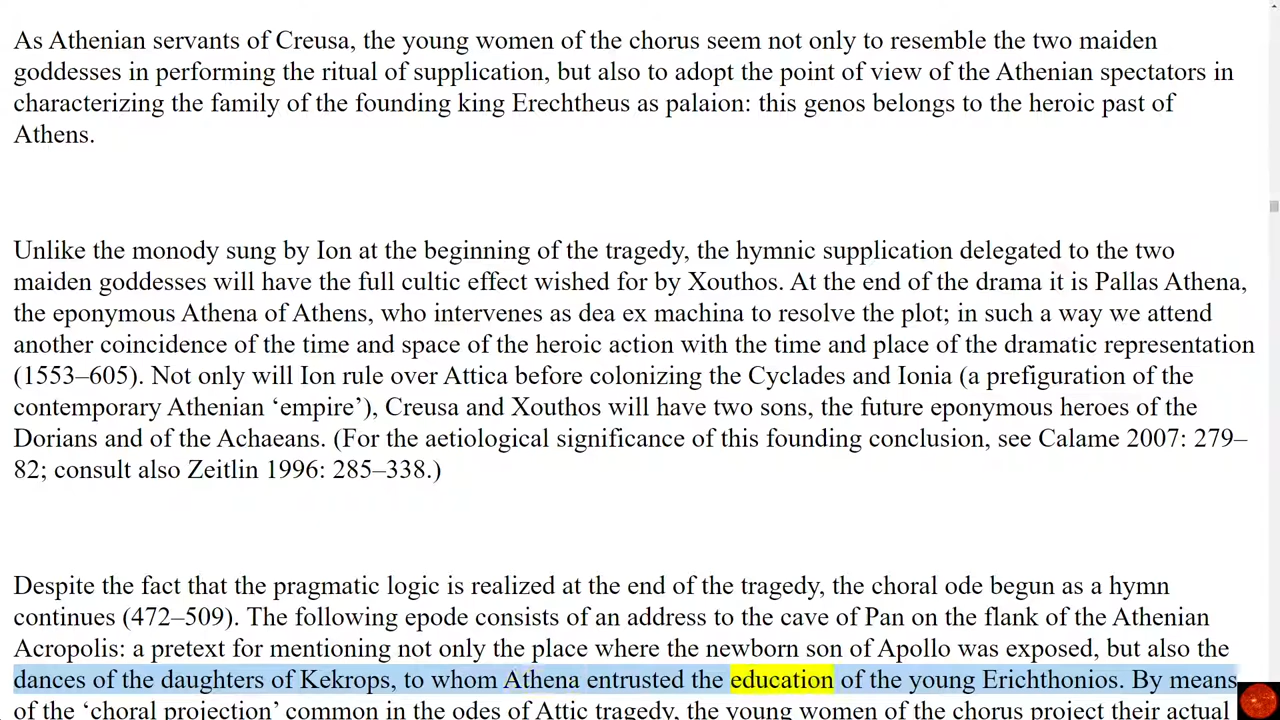 As Athenian servants of Creusa, the young women of the chorus seem not only to resemble the two maiden
goddesses in performing the ritual of supplication, but also to adopt the point of view of the Athenian spectators in
characterizing the family of the founding king Erechtheus as palaion: this genos belongs to the heroic past of
Athens.
Unlike the monody sung by Ion at the beginning of the tragedy, the hymnic supplication delegated to the two
maiden goddesses will have the full cultic effect wished for by Xouthos. At the end of the drama it is Pallas Athena,
the eponymous Athena of Athens, who intervenes as dea ex machina to resolve the plot; in such a way we attend
another coincidence of the time and space of the heroic action with the time and place of the dramatic representation
(1553–605). Not only will Ion rule over Attica before colonizing the Cyclades and Ionia (a prefiguration of the
contemporary Athenian ‘empire’), Creusa and Xouthos will have two sons, the future eponymous heroes of the
Dorians and of the Achaeans. (For the aetiological significance of this founding conclusion, see Calame 2007: 279–
82; consult also Zeitlin 1996: 285–338.)
Despite the fact that the pragmatic logic is realized at the end of the tragedy, the choral ode begun as a hymn
continues (472–509). The following epode consists of an address to the cave of Pan on the flank of the Athenian
Acropolis: a pretext for mentioning not only the place where the newborn son of Apollo was exposed, but also the
dances of the daughters of Kekrops, to whom Athena entrusted the education of the young Erichthonios. By means
of the ‘choral projection’ common in the odes of Attic tragedy, the young women of the chorus project their actual